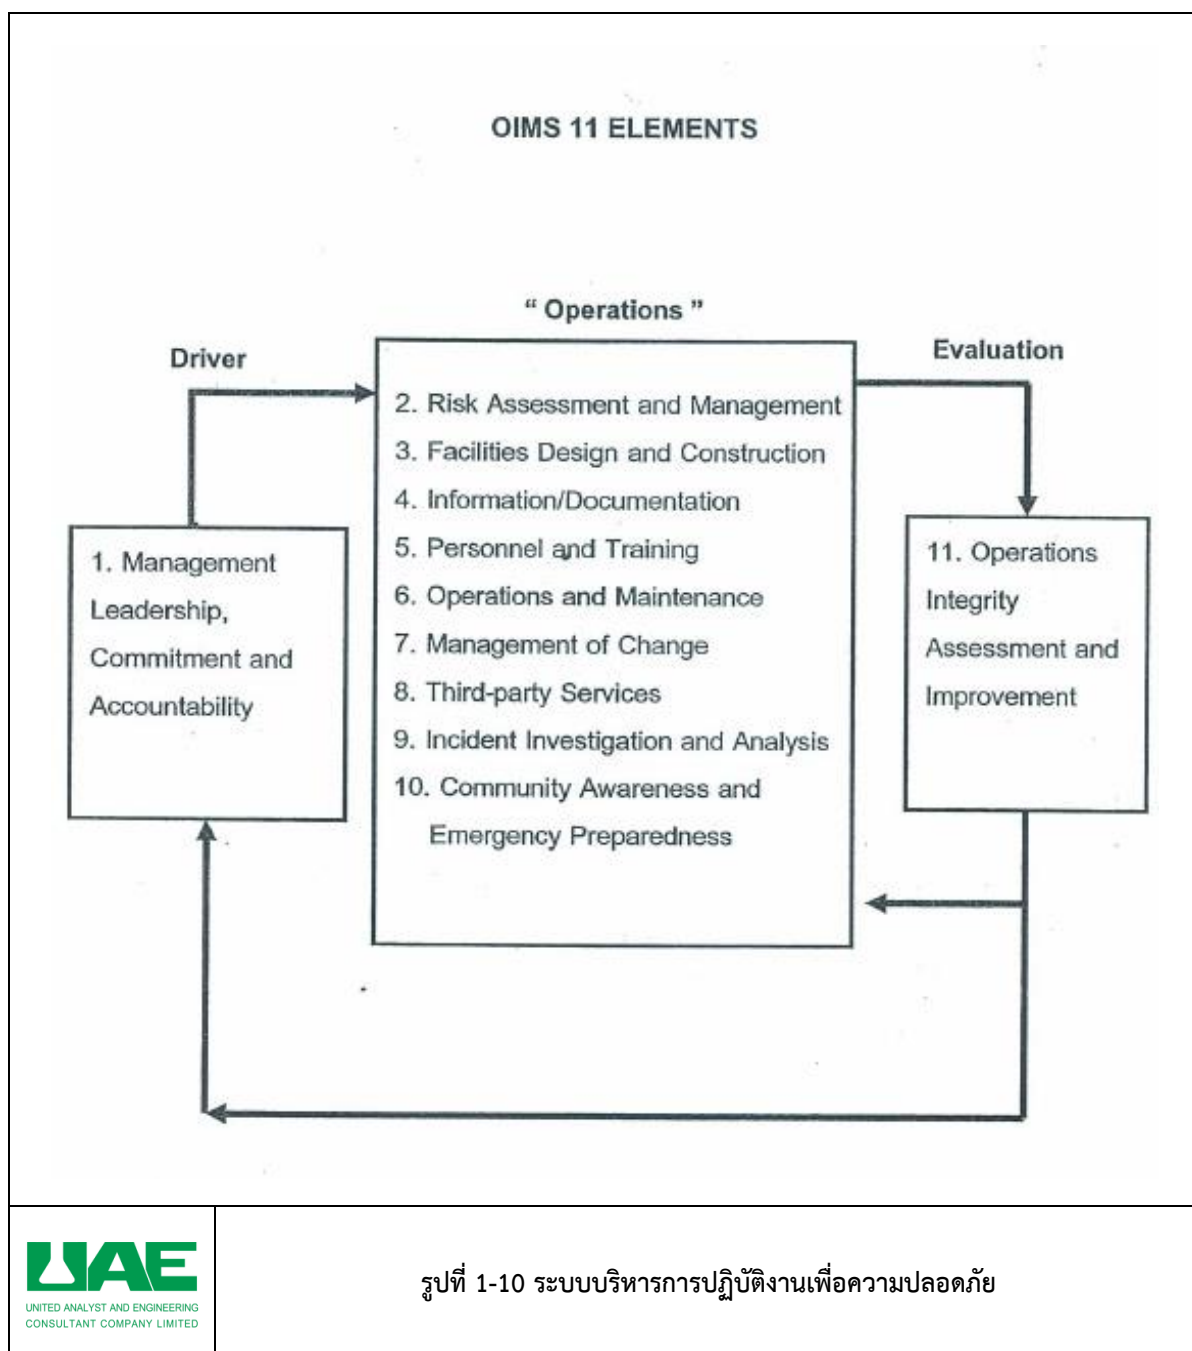 OIMS 11 ELEMENTS
“ Operations ”
Driver
Evaluation
1. Management
Leadership,
Commitment and
Accountability
2. Risk Assessment and Management
3. Facilities Design and Construction
4. Information/Documentation
5. Personnel and Training
6. Operations and Maintenance
7. Management of Change
8. Third-party Services
9. Incident Investigation and Analysis
10. Community Awareness and
Emergency Preparedness
11. Operations
Integrity
Assessment and
Improvement
UAE
UNITED ANALYST AND ENGINEERING
CONSULTANT COMPANY LIMITED
รูปที่ 1-10 ระบบบริหารการปฏิบัติงานเพื่อความปลอดภัย